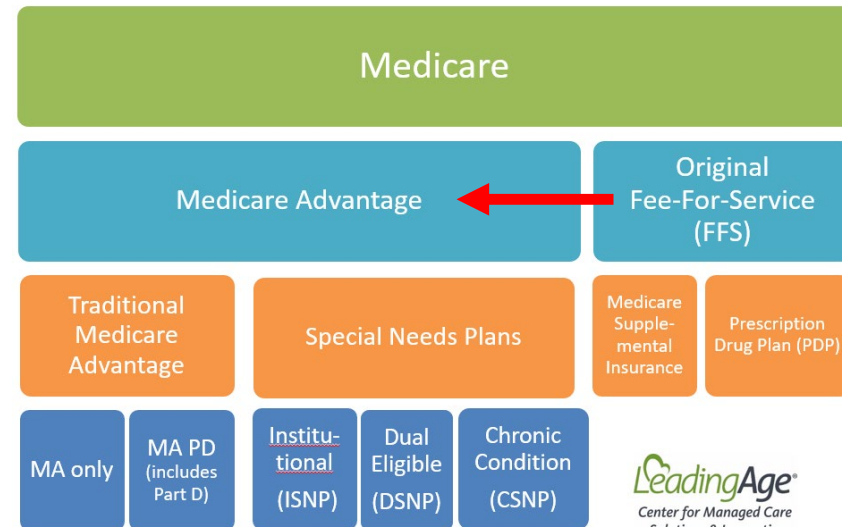 Medicare
Medicare Advantage
Original
Fee-For-Service
(FFS)
Traditional
Medicare
Advantage
Special Needs Plans
Medicare
Supple-
mental
Insurance
Prescription
Drug Plan (PDP)
MA only
MA PD
(includes
Part D)
Institu-
tional
(ISNP)
Dual
Eligible
(DSNP)
Chronic
Condition
(CSNP)
LeadingAge®
Center for Managed Care